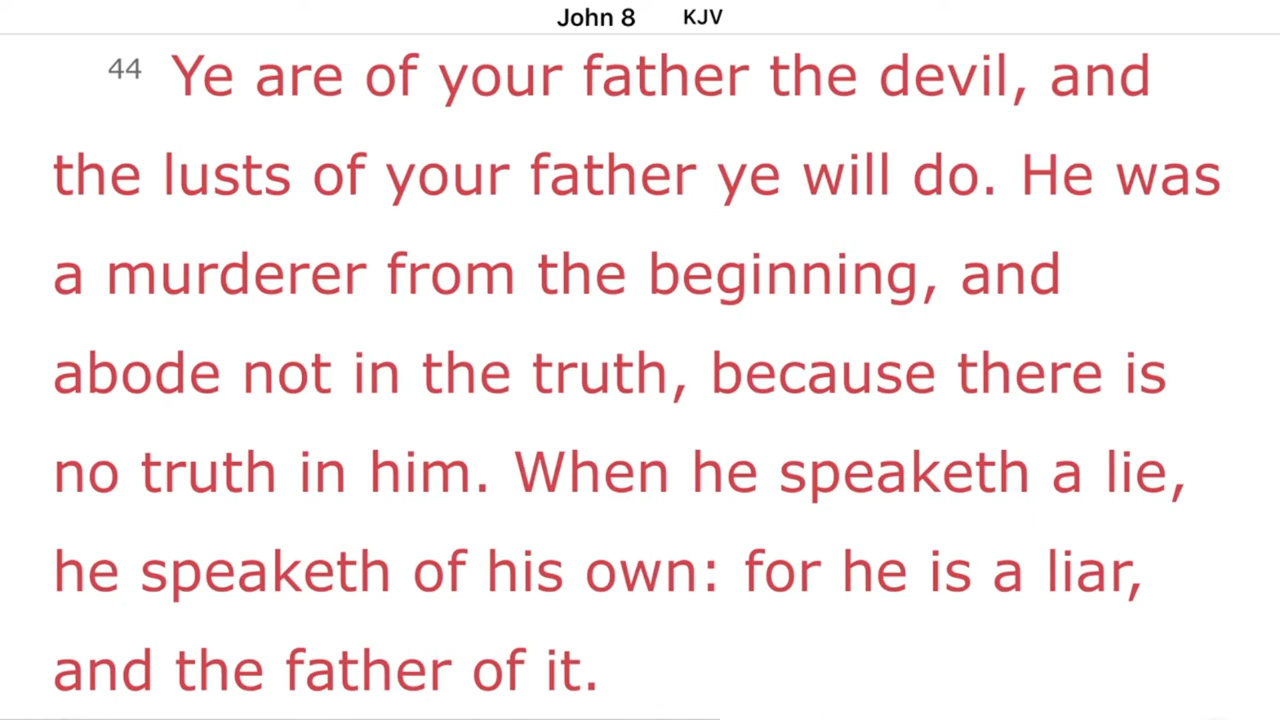 John 8 KJV
44 Ye are of your father the devil, and
the lusts of your father ye will do. He was
a murderer from the beginning, and
abode not in the truth, because there is
no truth in him. When he speaketh a lie,
he speaketh of his own: for he is a liar,
and the father of it.